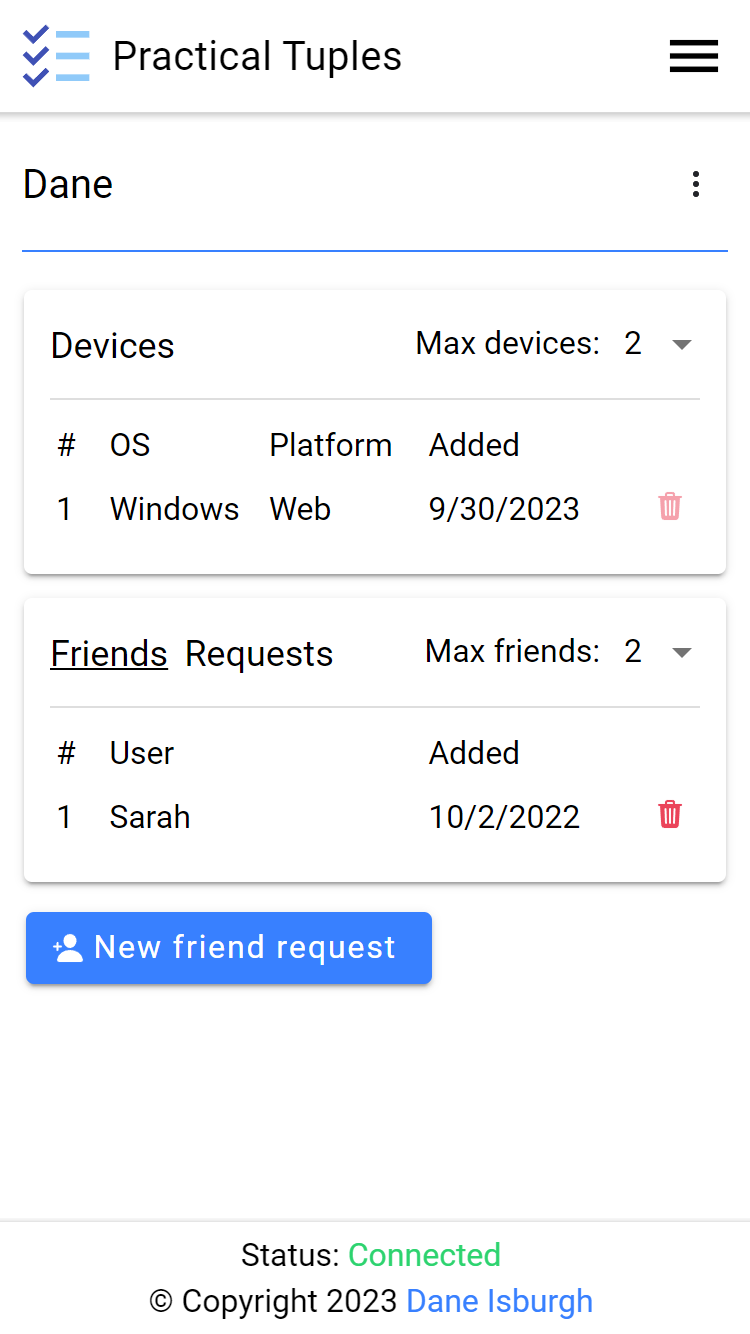 Practical Tuples
Dane
Devices Max devices: 2
# OS Platform Added
1 Windows Web 9/30/2023
Friends Requests Max friends: 2
# User Added
1 Sarah 10/2/2022
New friend request
Status: Connected
© Copyright 2023 Dane Isburgh